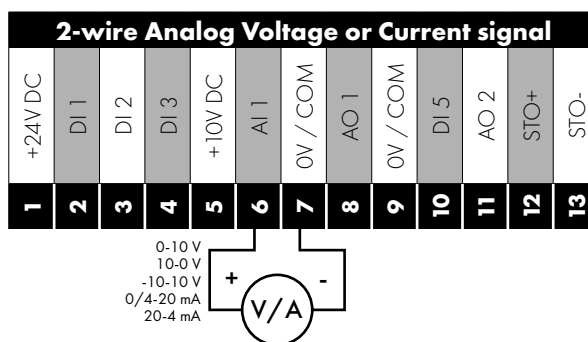 2-wire Analog Voltage or Current signal
+24V DC
DI 1
DI 2
DI 3
+10V DC
AI 1
0V / COM
AO 1
0V / COM
DI 5
AO 2
STO+
STO-
1
2
3
4
5
6
7
8
9
10
11
12
13
0-10 V
10-0 V
-10-10 V
0/4-20 mA
20-4 mA
+
-
V/A